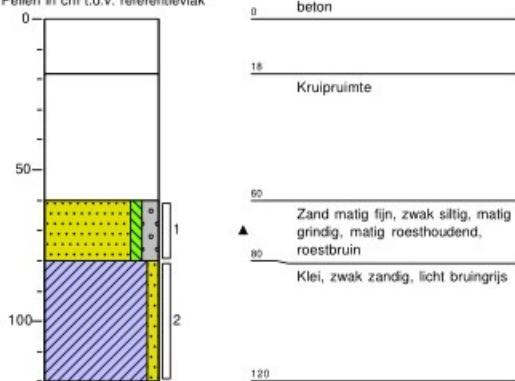 Peilen in cm t.o.v. referentievlak
0
50
100
1
2
0
beton
18
Kruipruimte
60
Zand matig fijn, zwak siltig, matig
grindig, matig roesthoudend,
roestbruin
80
Klei, zwak zandig, licht bruingrijs
120